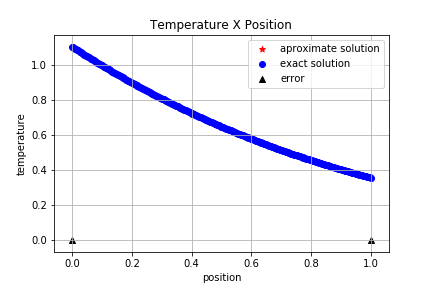 Temperature X Position
aproximate solution
exact solution
error
temperature
1.0
0.8
0.6
0.4
0.2
0.0
0.0 0.2 0.4 0.6 0.8 1.0
position